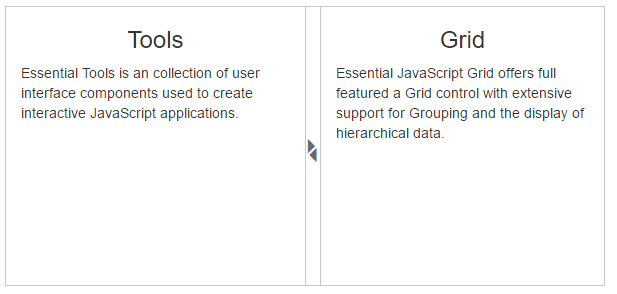 Tools
Essential Tools is an collection of user
interface components used to create
interactive JavaScript applications.
Grid
Essential JavaScript Grid offers full
featured a Grid control with extensive
support for Grouping and the display of
hierarchical data.